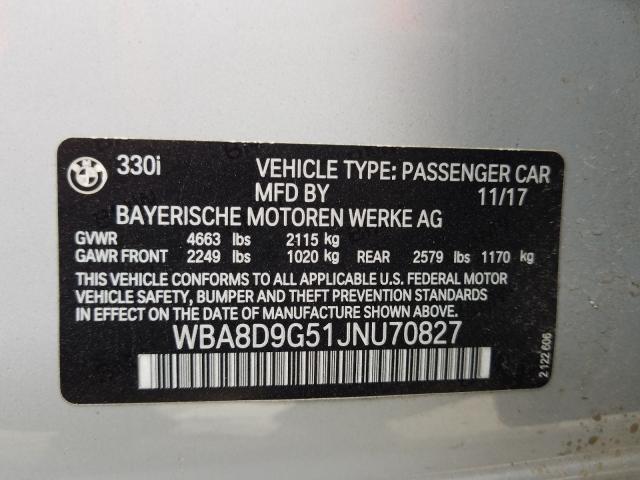 330i VEHICLE TYPE: PASSENGER CAR
MFD BY 11/17
BAYERISCHE MOTOREN WERKE AG
GVWR 4663 lbs 2115 kg
GAWR FRONT 2249 lbs 1020 kg REAR 2579 lbs 1170 kg
THIS VEHICLE CONFORMS TO ALL APPLICABLE U.S. FEDERAL MOTOR
VEHICLE SAFETY, BUMPER AND THEFT PREVENTION STANDARDS
IN EFFECT ON THE DATE OF MANUFACTURE SHOWN ABOVE.
WBA8D9G51JNU70827
2 122 606